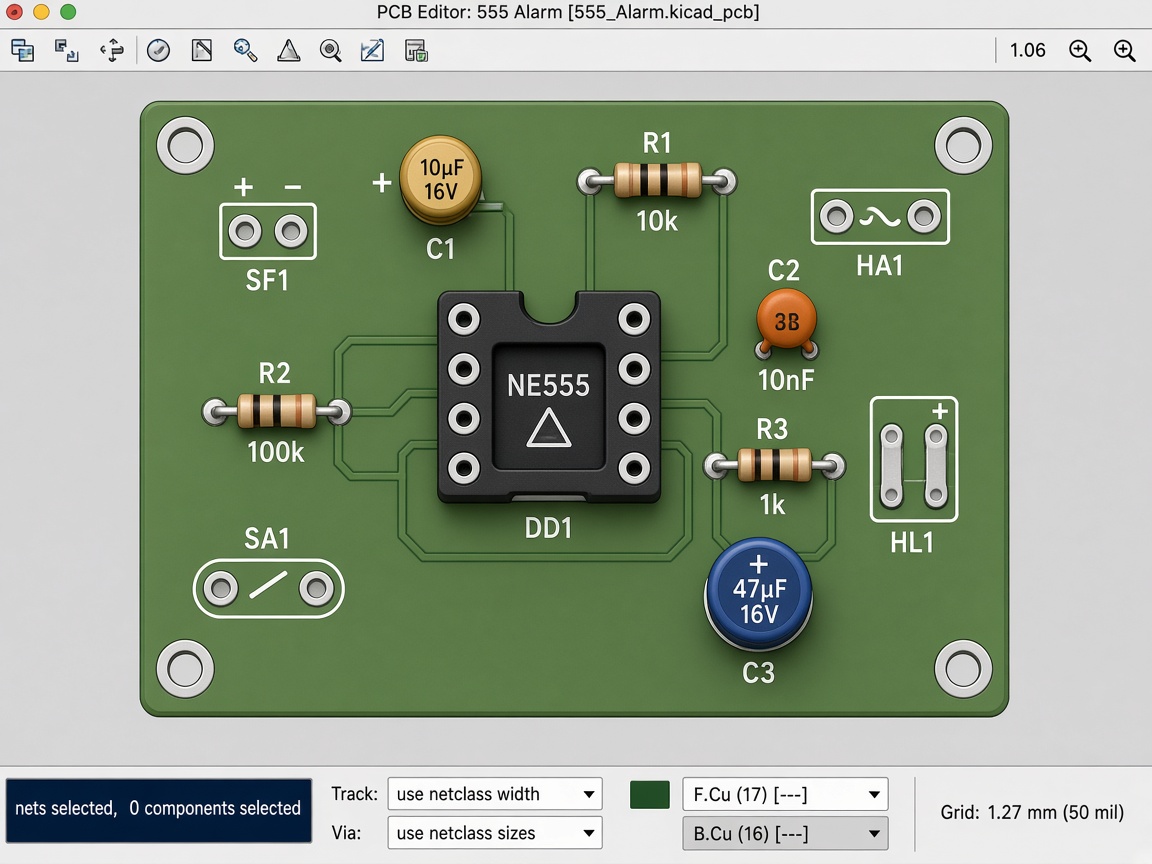 PCB Editor: 555 Alarm [555_Alarm.kicad_pcb]
1.06
R1
10k
+
10µF
16V
C1
+ −
SF1
HA1
C2
3B
10nF
R2
100k
NE555
DD1
R3
1k
+
HL1
SA1
+
47µF
16V
C3
nets selected, 0 components selected
Track: use netclass width
F.Cu (17) [---]
Via: use netclass sizes
B.Cu (16) [---]
Grid: 1.27 mm (50 mil)